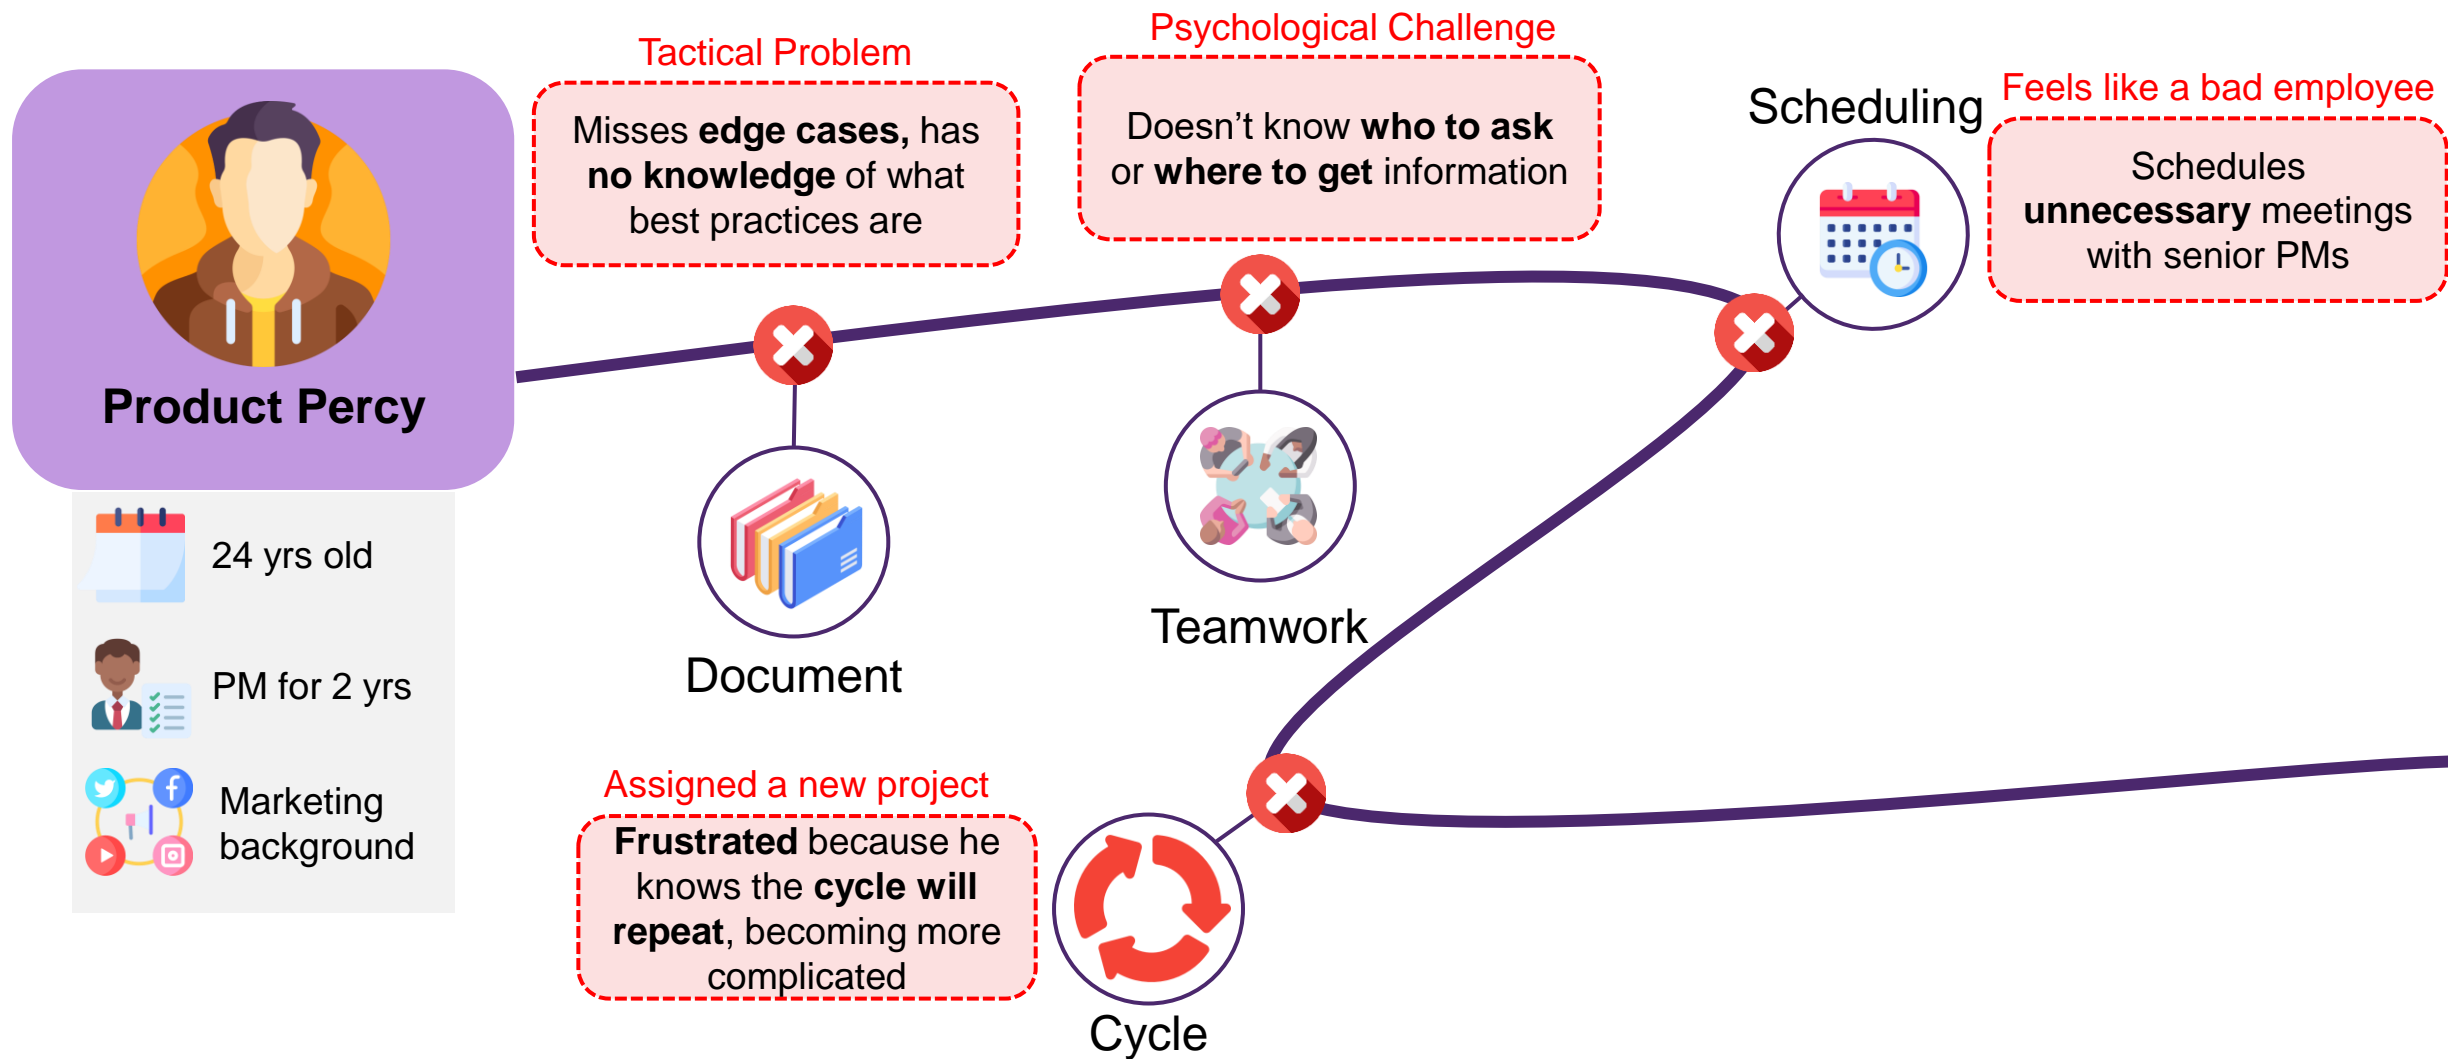 Product Percy
24 yrs old
PM for 2 yrs
Marketing
background
Tactical Problem
Misses edge cases, has
no knowledge of what
best practices are
Document
Psychological Challenge
Doesn’t know who to ask
or where to get information
Teamwork
Scheduling
Feels like a bad employee
Schedules
unnecessary meetings
with senior PMs
Assigned a new project
Frustrated because he
knows the cycle will
repeat, becoming more
complicated
Cycle